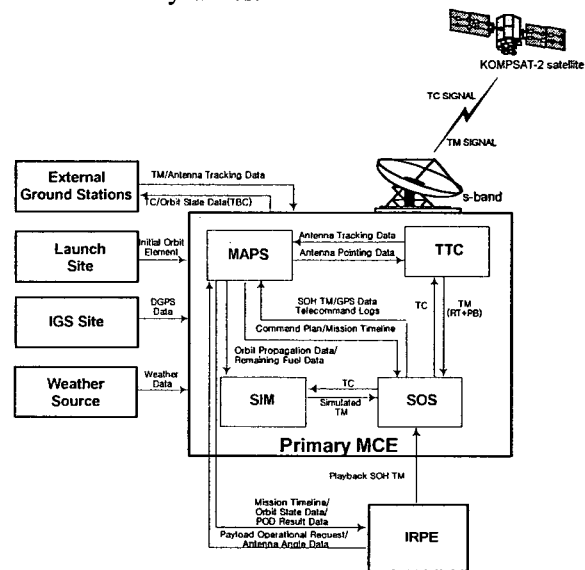 KOMPSAT-2 satellite
TC SIGNAL
TM SIGNAL
s-band
External
Ground Stations
TM/Antenna Tracking Data
TC/Orbit State Data(TBC)
Launch
Site
Initial Orbit
Element
IGS Site
DGPS
Data
Weather
Source
Weather
Data
MAPS
Antenna Tracking Data
Antenna Pointing Data
TTC
SOH TM/GPS Data
Telecommand Logs
Command Plan/Mission Timeline
TC
TM
(RT+PB)
Orbit Propagation Data/
Remaining Fuel Data
SIM
TC
Simulated
TM
SOS
Primary MCE
Playback SOH TM
Mission Timeline/
Orbit State Data/
POD Result Data
Payload Operational Request/
Antenna Angle Data
IRPE